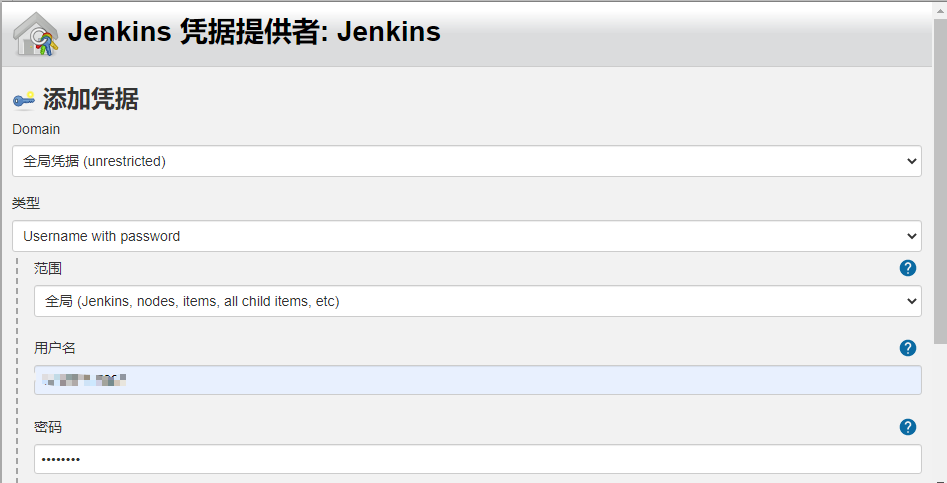 Jenkins 凭据提供者: Jenkins
添加凭据
Domain
全局凭据 (unrestricted)
类型
Username with password
范围
?
全局 (Jenkins, nodes, items, all child items, etc)
用户名
?
密码
?
••••••••